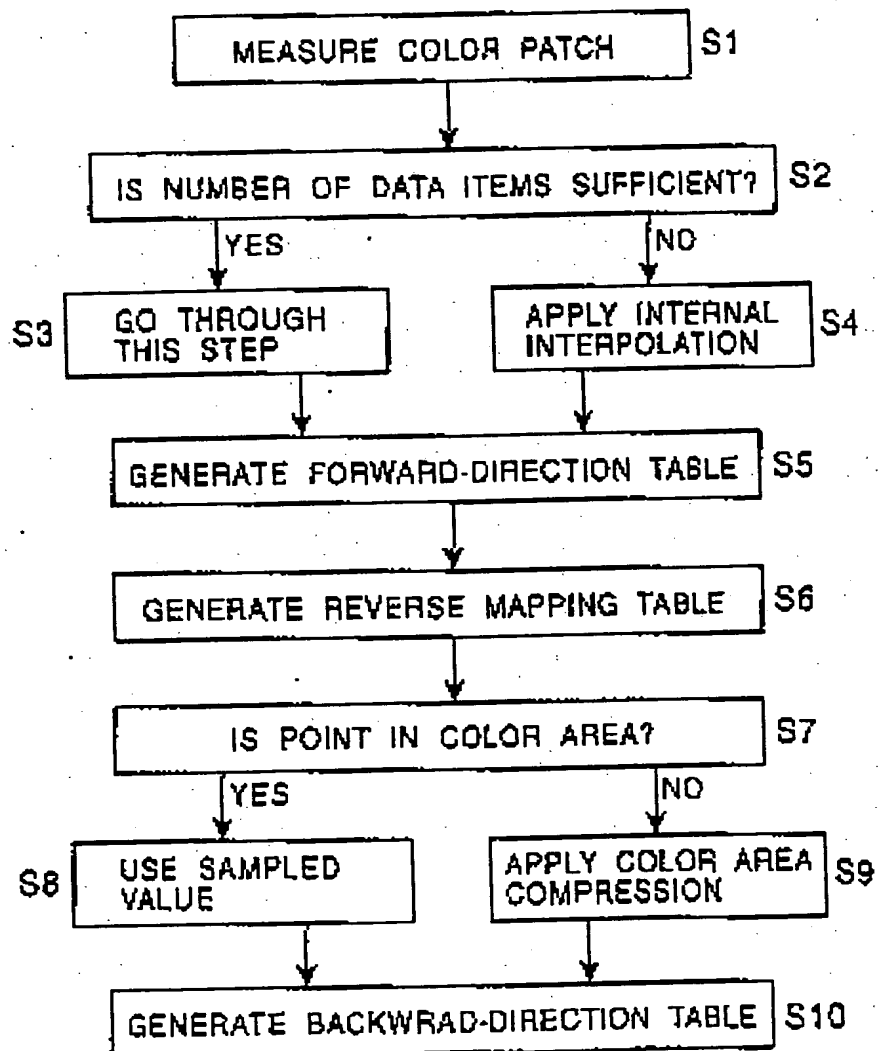 MEASURE COLOR PATCH S1
IS NUMBER OF DATA ITEMS SUFFICIENT? S2
YES NO
S3 GO THROUGH THIS STEP
APPLY INTERNAL INTERPOLATION S4
GENERATE FORWARD-DIRECTION TABLE S5
GENERATE REVERSE MAPPING TABLE S6
IS POINT IN COLOR AREA? S7
YES NO
S8 USE SAMPLED VALUE
APPLY COLOR AREA COMPRESSION S9
GENERATE BACKWRAD-DIRECTION TABLE S10